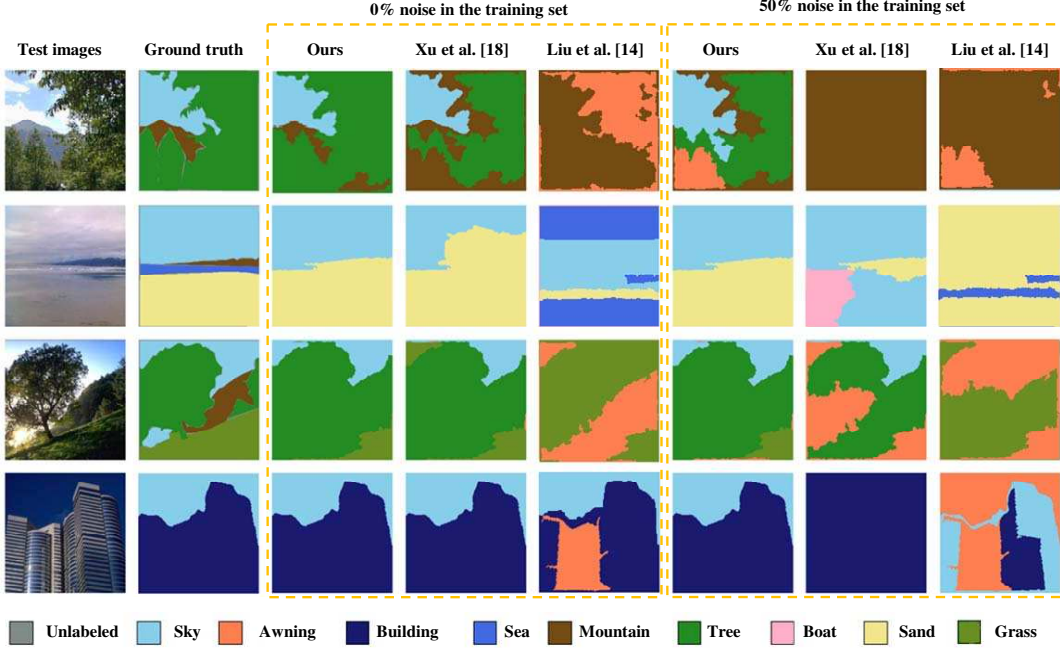 0% noise in the training set
50% noise in the training set
Test images Ground truth Ours Xu et al. [18] Liu et al. [14] Ours Xu et al. [18] Liu et al. [14]
Unlabeled Sky Awning Building Sea Mountain Tree Boat Sand Grass